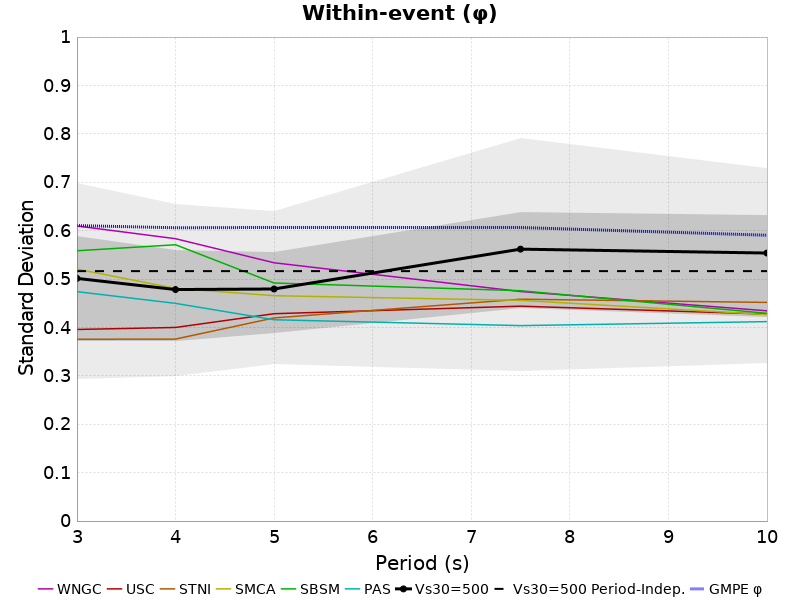 Within-event (φ)
Standard Deviation
1
0.9
0.8
0.7
0.6
0.5
0.4
0.3
0.2
0.1
0
3 4 5 6 7 8 9 10
Period (s)
WNGC USC STNI SMCA SBSM PAS Vs30=500 Vs30=500 Period-Indep. GMPE φ